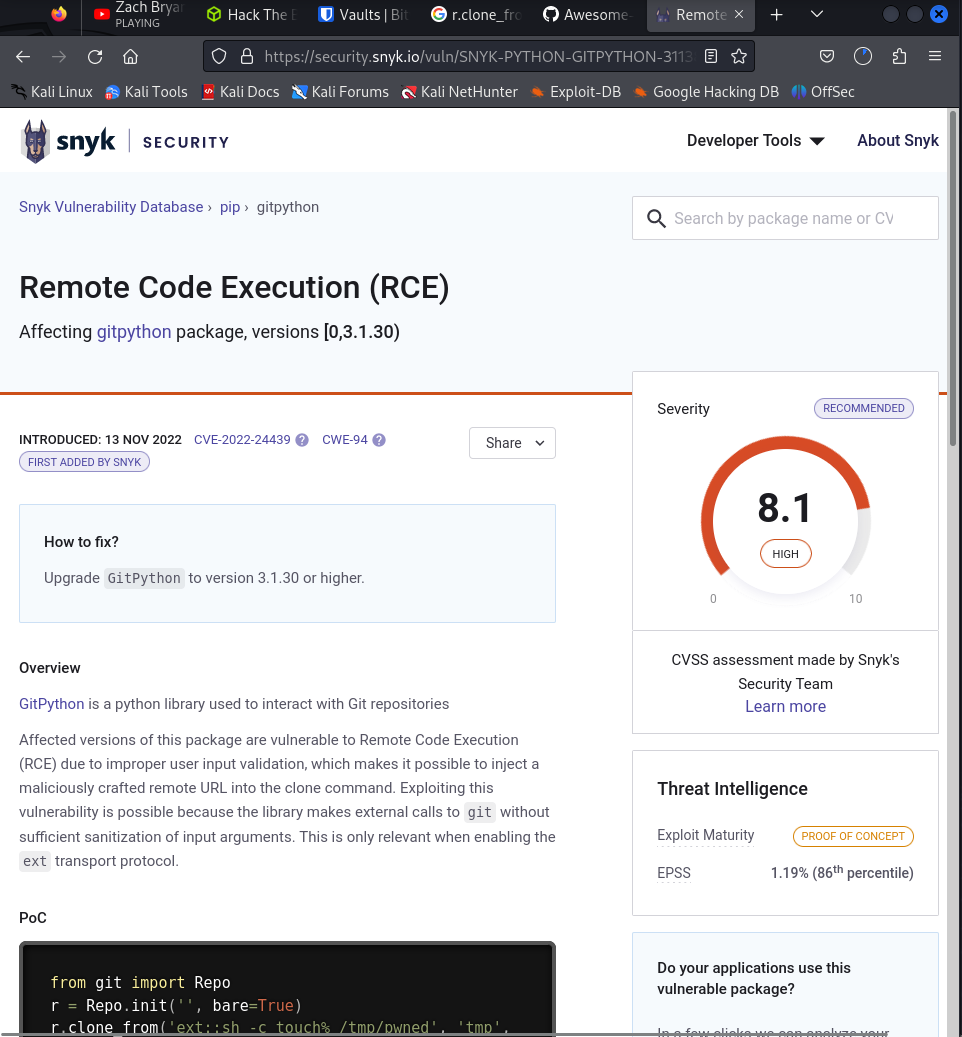 Zach Bryan
PLAYING
Hack The B
Vaults | Bit
r.clone_fro
Awesome-
Remote
https://security.snyk.io/vuln/SNYK-PYTHON-GITPYTHON-3113
Kali Linux Kali Tools Kali Docs Kali Forums Kali NetHunter Exploit-DB Google Hacking DB OffSec
snyk | SECURITY
Developer Tools About Snyk
Snyk Vulnerability Database › pip › gitpython
Search by package name or CV
Remote Code Execution (RCE)
Affecting gitpython package, versions [0,3.1.30)
INTRODUCED: 13 NOV 2022 CVE-2022-24439 ? CWE-94 ?
FIRST ADDED BY SNYK
Share
How to fix?
Upgrade GitPython to version 3.1.30 or higher.
Overview
GitPython is a python library used to interact with Git repositories
Affected versions of this package are vulnerable to Remote Code Execution
(RCE) due to improper user input validation, which makes it possible to inject a
maliciously crafted remote URL into the clone command. Exploiting this
vulnerability is possible because the library makes external calls to git without
sufficient sanitization of input arguments. This is only relevant when enabling the
ext transport protocol.
PoC
from git import Repo
r = Repo.init('', bare=True)
r.clone_from('ext::sh -c touch% /tmp/pwned', 'tmp',
Severity
RECOMMENDED
8.1
HIGH
0 10
CVSS assessment made by Snyk's
Security Team
Learn more
Threat Intelligence
Exploit Maturity PROOF OF CONCEPT
EPSS 1.19% (86th percentile)
Do your applications use this
vulnerable package?
In a few clicks we can analyze your